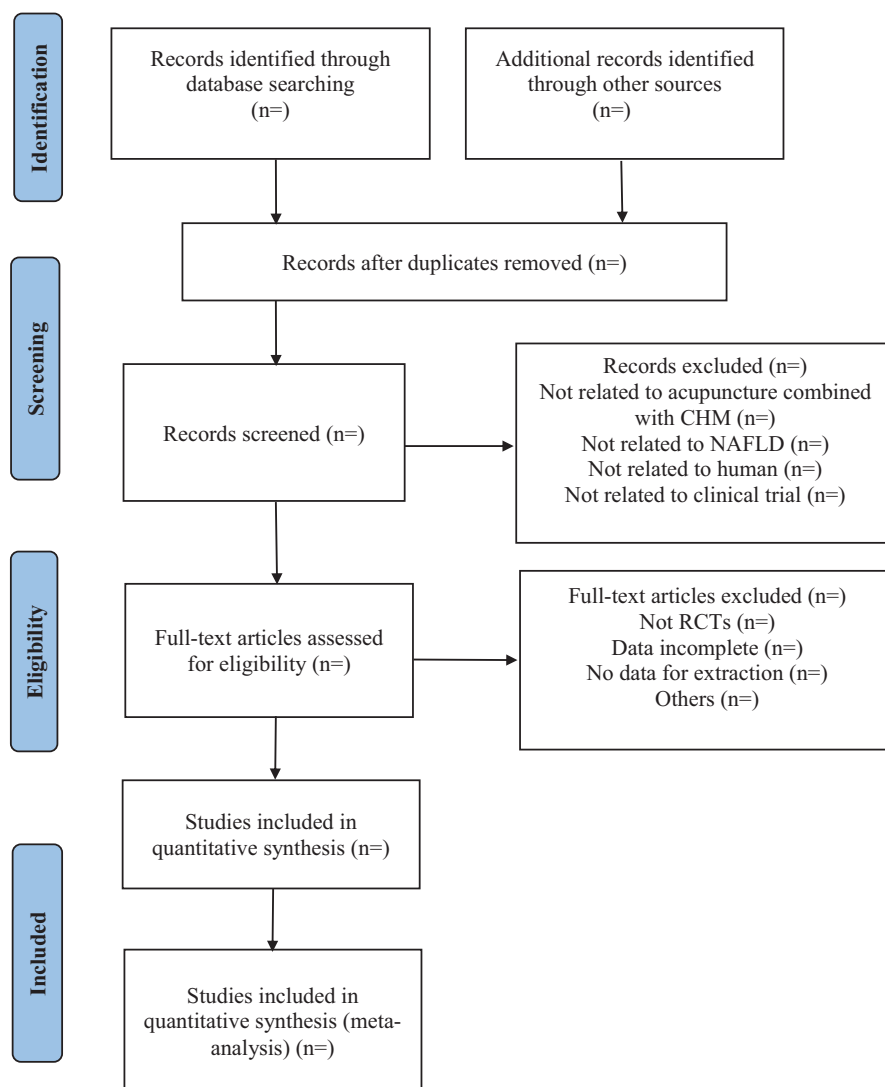 Identification
Records identified through
database searching
(n=)
Additional records identified
through other sources
(n=)
Records after duplicates removed (n=)
Screening
Records screened (n=)
Records excluded (n=)
Not related to acupuncture combined
with CHM (n=)
Not related to NAFLD (n=)
Not related to human (n=)
Not related to clinical trial (n=)
Eligibility
Full-text articles assessed
for eligibility (n=)
Full-text articles excluded (n=)
Not RCTs (n=)
Data incomplete (n=)
No data for extraction (n=)
Others (n=)
Included
Studies included in
quantitative synthesis (n=)
Studies included in
quantitative synthesis (meta-
analysis) (n=)